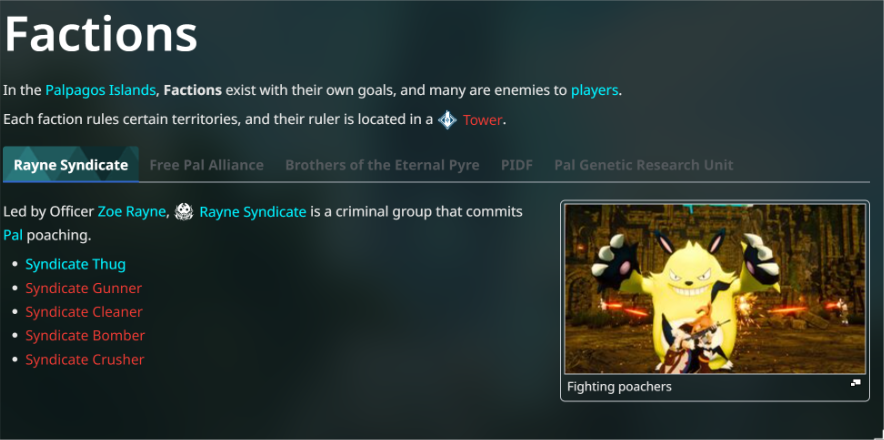 Factions
In the Palpagos Islands, Factions exist with their own goals, and many are enemies to players.
Each faction rules certain territories, and their ruler is located in a Tower.
Rayne Syndicate Free Pal Alliance Brothers of the Eternal Pyre PIDF Pal Genetic Research Unit
Led by Officer Zoe Rayne, Rayne Syndicate is a criminal group that commits
Pal poaching.
Syndicate Thug
Syndicate Gunner
Syndicate Cleaner
Syndicate Bomber
Syndicate Crusher
Fighting poachers